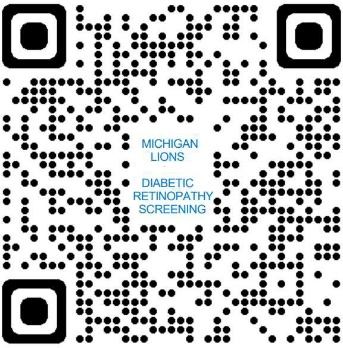 MICHIGAN
LIONS
DIABETIC
RETINOPATHY
SCREENING